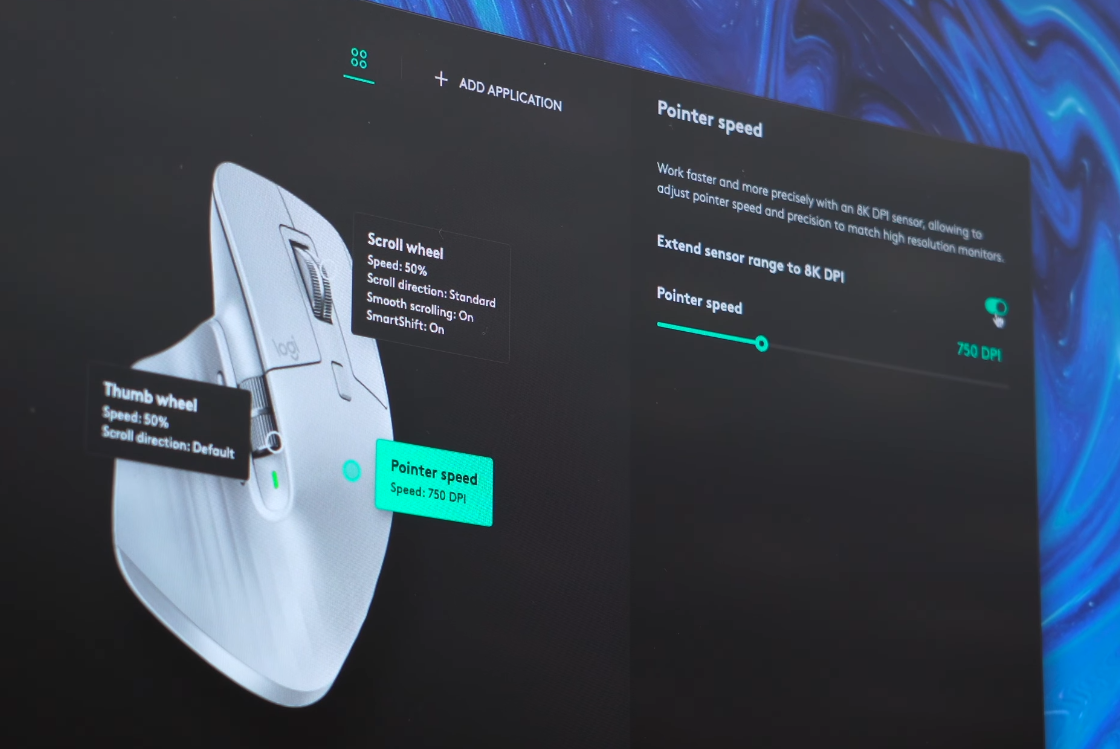 ADD APPLICATION
Pointer speed
Work faster and more precisely with an 8K DPI sensor, allowing to
adjust pointer speed and precision to match high resolution monitors.
Extend sensor range to 8K DPI
Pointer speed
750 DPI
Scroll wheel
Speed: 50%
Scroll direction: Standard
Smooth scrolling: On
SmartShift: On
logi
Thumb wheel
Speed: 50%
Scroll direction: Default
Pointer speed
Speed: 750 DPI